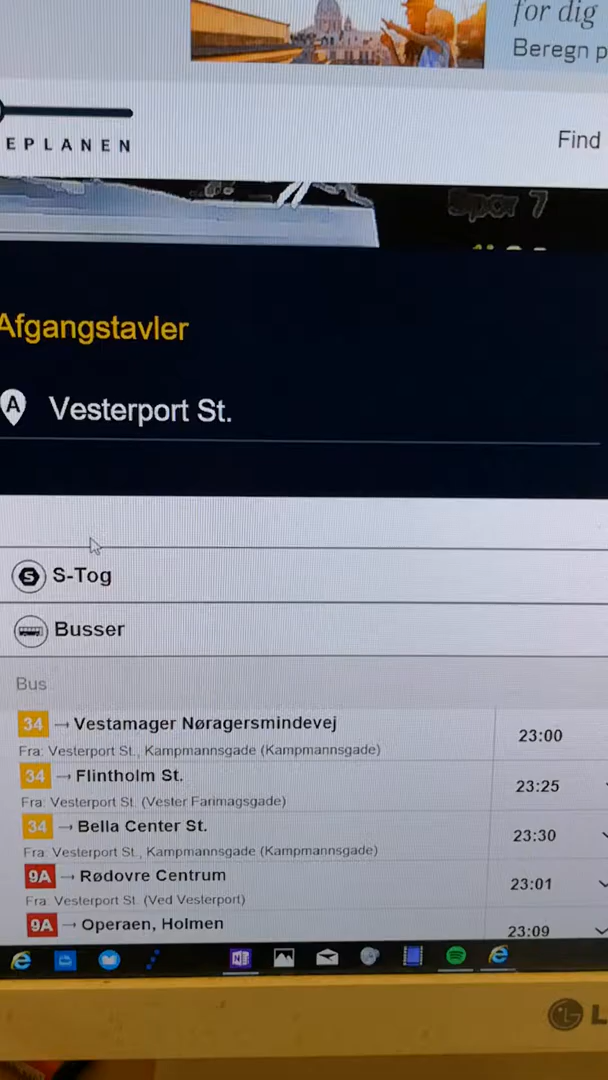 for dig
Beregn p
EPLANEN
Find
Spor 7
Afgangstavler
A Vesterport St.
S S-Tog
Busser
Bus
34 → Vestamager Nøragersmindevej 23:00
Fra: Vesterport St., Kampmannsgade (Kampmannsgade)
34 → Flintholm St. 23:25
Fra: Vesterport St. (Vester Farimagsgade)
34 → Bella Center St. 23:30
Fra: Vesterport St., Kampmannsgade (Kampmannsgade)
9A → Rødovre Centrum 23:01
Fra: Vesterport St. (Ved Vesterport)
9A → Operaen, Holmen 23:09
N
LG L